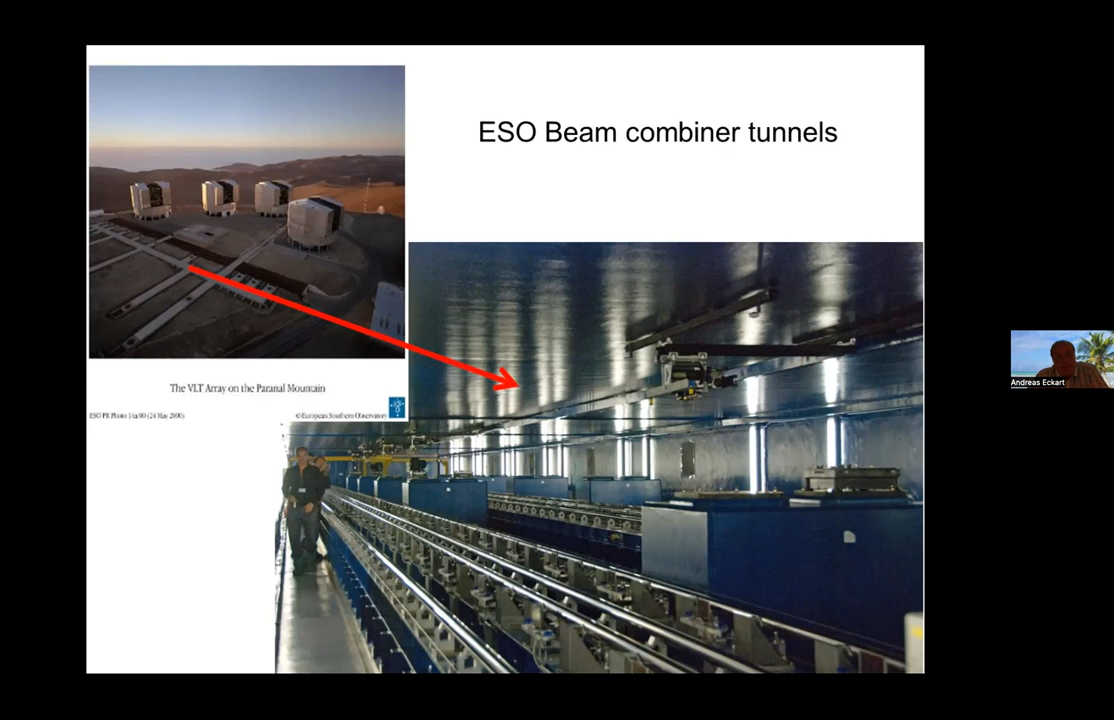 ESO Beam combiner tunnels
The VLT Array on the Paranal Mountain
ESO PR Photo 14a/00 (24 May 2000)
© European Southern Observatory
Andreas Eckart